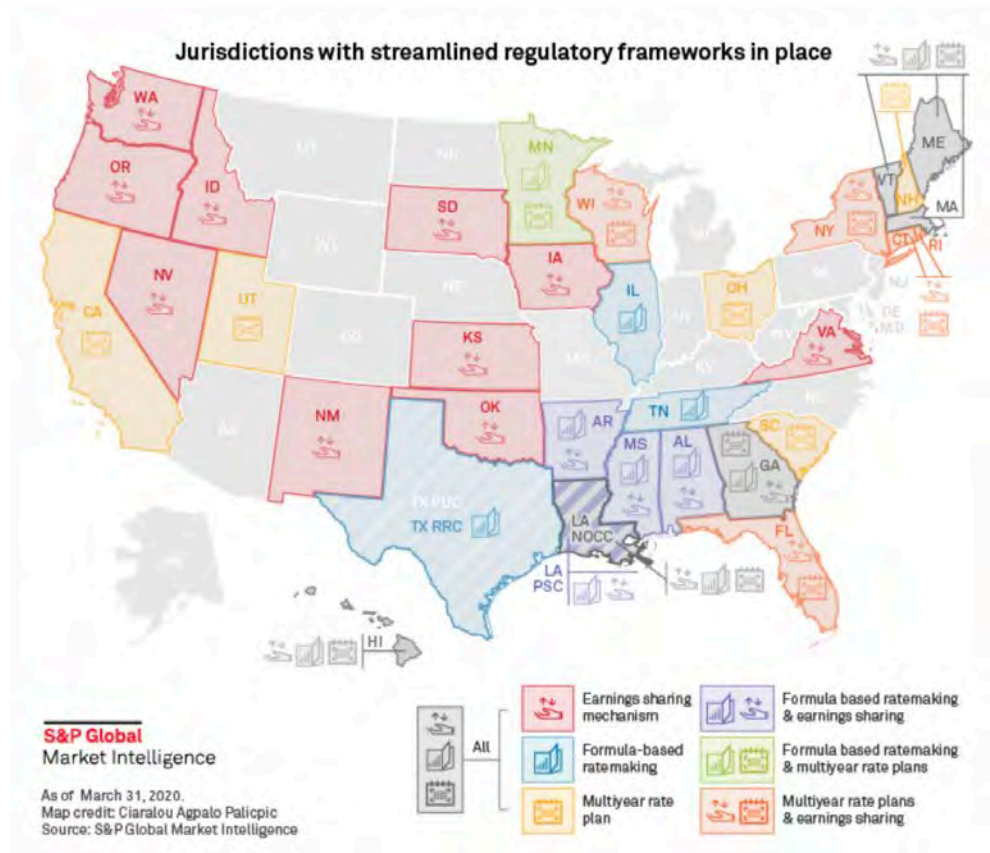 Jurisdictions with streamlined regulatory frameworks in place
WA
OR
ID
NV
CA
UT
SD
MN
WI
IA
IL
KS
OK
NM
OH
NY
VT
NH
ME
MA
CT
RI
NJ
DE
MD
VA
KY
TN
AR
MS
AL
GA
SC
FL
TX PUC
TX RRC
LA
NOCC
LA
PSC
HI
All
Earnings sharing
mechanism
Formula-based
ratemaking
Multiyear rate
plan
Formula based ratemaking
& earnings sharing
Formula based ratemaking
& multiyear rate plans
Multiyear rate plans
& earnings sharing
S&P Global
Market Intelligence
As of March 31, 2020.
Map credit: Ciaralou Agpalo Palicpic
Source: S&P Global Market Intelligence